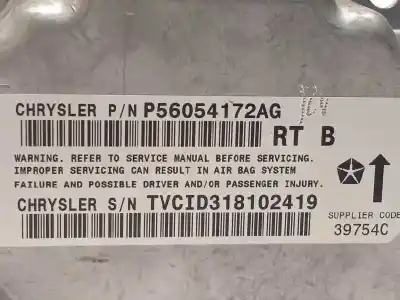 CHRYSLER P/N P56054172AG
RT B
WARNING. REFER TO SERVICE MANUAL BEFORE SERVICING.
IMPROPER SERVICING CAN RESULT IN AIR BAG SYSTEM
FAILURE AND POSSIBLE DRIVER AND/OR PASSENGER INJURY.
CHRYSLER S/N TVCID318102419
SUPPLIER CODE
39754C